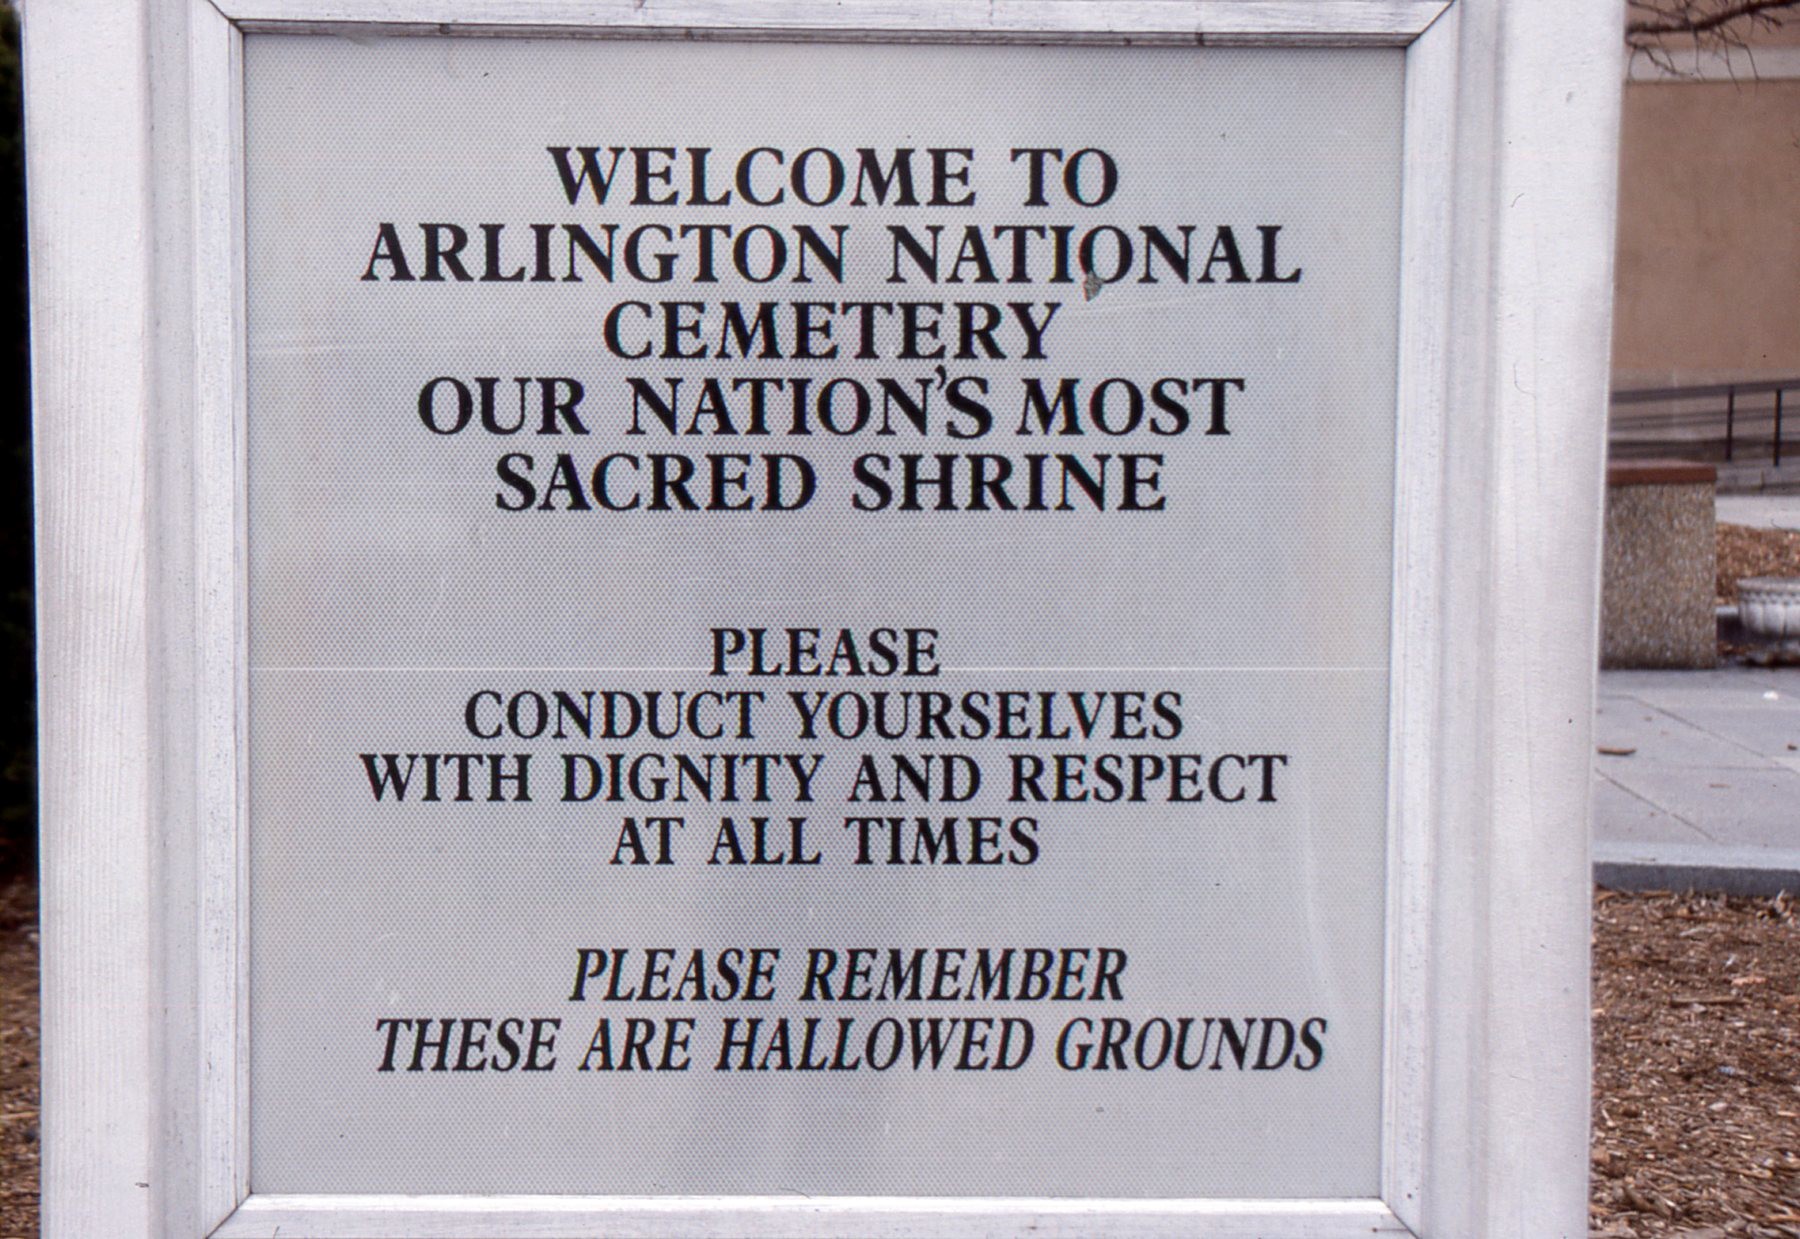 WELCOME TO
ARLINGTON NATIONAL
CEMETERY
OUR NATION'S MOST
SACRED SHRINE
PLEASE
CONDUCT YOURSELVES
WITH DIGNITY AND RESPECT
AT ALL TIMES
PLEASE REMEMBER
THESE ARE HALLOWED GROUNDS